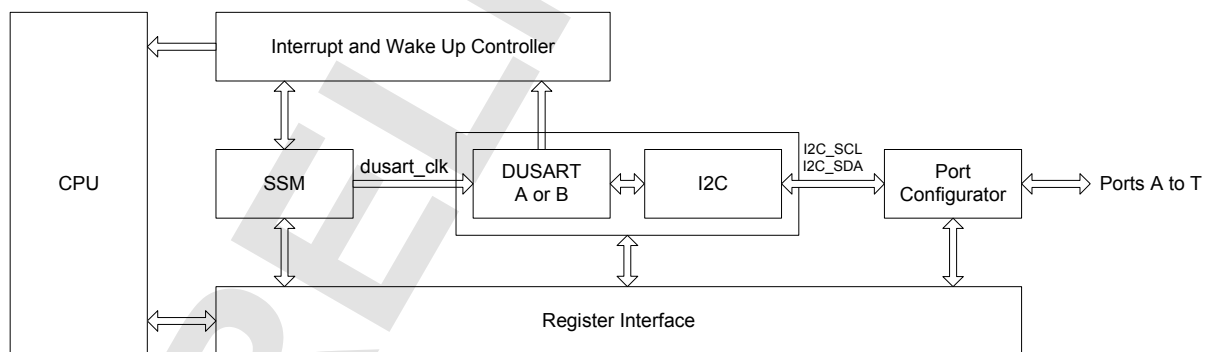 Interrupt and Wake Up Controller
CPU
SSM
dusart_clk
DUSART
A or B
I2C
I2C_SCL
I2C_SDA
Port
Configurator
Ports A to T
Register Interface